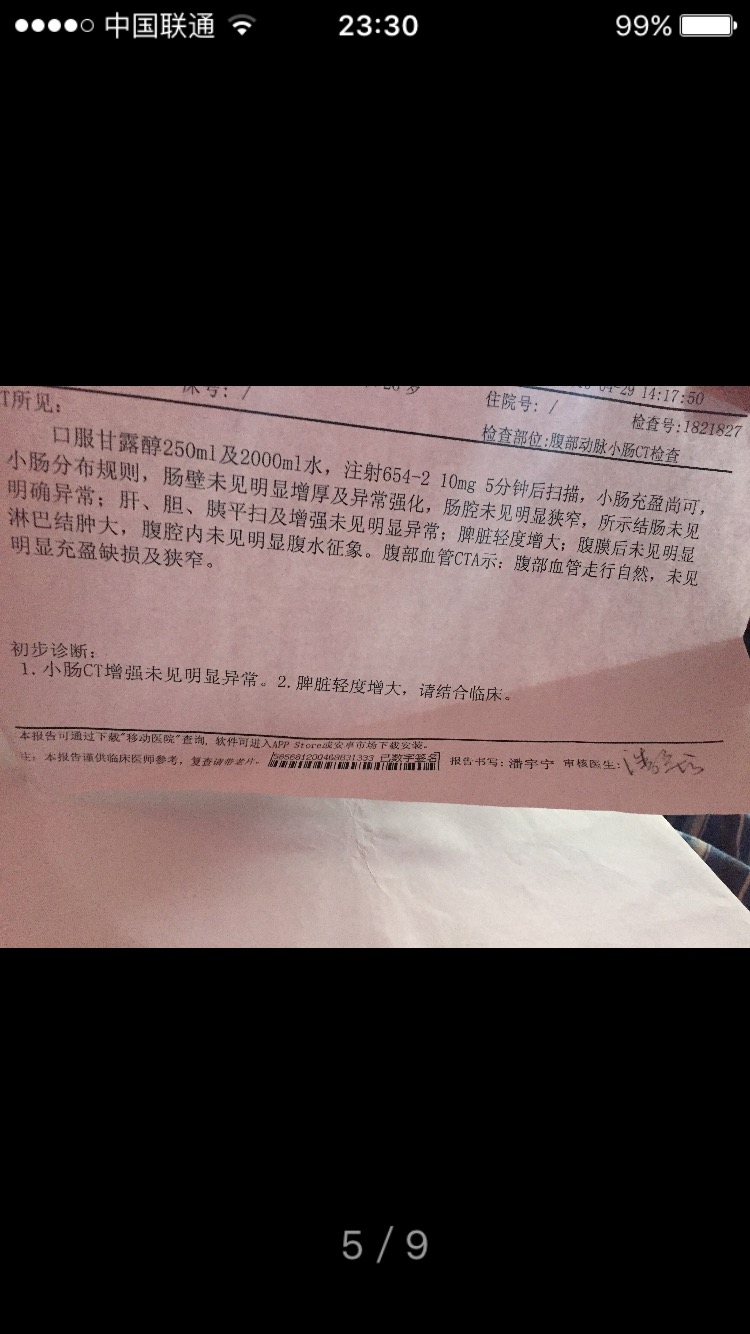 中国联通 23:30 99%
床号: / 04-29 14:17:50
CT所见: 住院号: / 检查号:1821827
检查部位:腹部动脉小肠CT检查
口服甘露醇250ml及2000ml水，注射654-2 10mg 5分钟后扫描，小肠充盈尚可，
小肠分布规则，肠壁未见明显增厚及异常强化，肠腔未见明显狭窄，所示结肠未见
明确异常；肝、胆、胰平扫及增强未见明显异常；脾脏轻度增大；腹膜后未见明显
淋巴结肿大，腹腔内未见明显腹水征象。腹部血管CTA示：腹部血管走行自然，未见
明显充盈缺损及狭窄。
初步诊断：
1.小肠CT增强未见明显异常。2.脾脏轻度增大，请结合临床。
本报告可通过下载"移动医院"查询，软件可进入APP Store或安卓市场下载安装。
注：本报告谨供临床医师参考，复查请带老片。 已数字签名 报告书写：潘宇宁 审核医生：
5 / 9